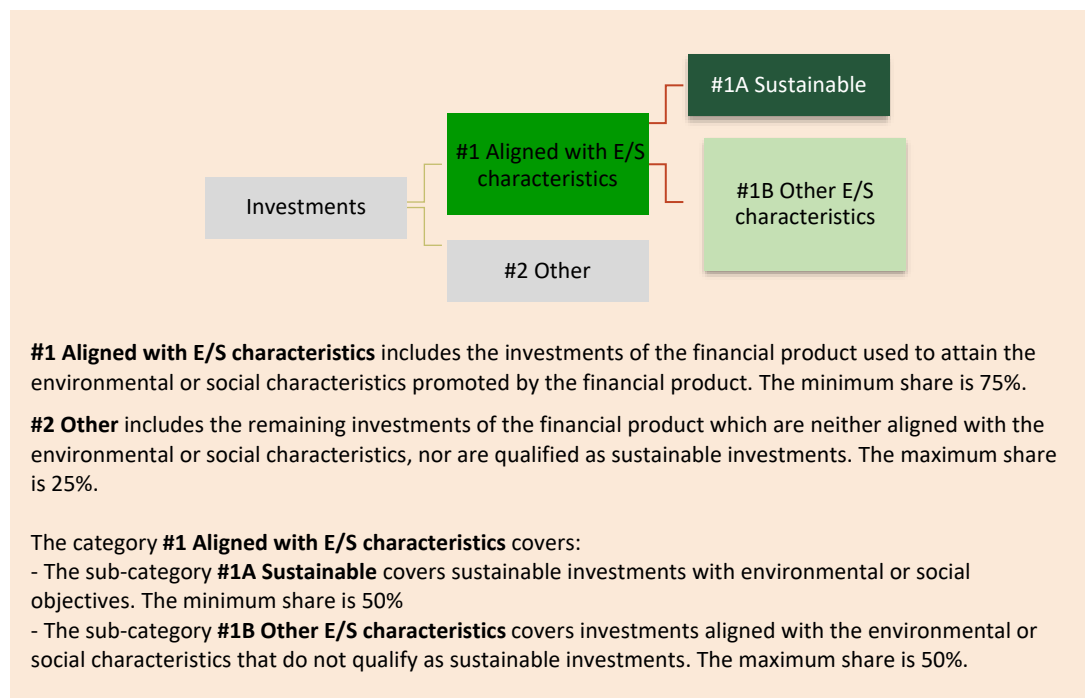 #1A Sustainable
#1 Aligned with E/S
characteristics
#1B Other E/S
characteristics
Investments
#2 Other
#1 Aligned with E/S characteristics includes the investments of the financial product used to attain the
environmental or social characteristics promoted by the financial product. The minimum share is 75%.
#2 Other includes the remaining investments of the financial product which are neither aligned with the
environmental or social characteristics, nor are qualified as sustainable investments. The maximum share
is 25%.
The category #1 Aligned with E/S characteristics covers:
- The sub-category #1A Sustainable covers sustainable investments with environmental or social
objectives. The minimum share is 50%
- The sub-category #1B Other E/S characteristics covers investments aligned with the environmental or
social characteristics that do not qualify as sustainable investments. The maximum share is 50%.